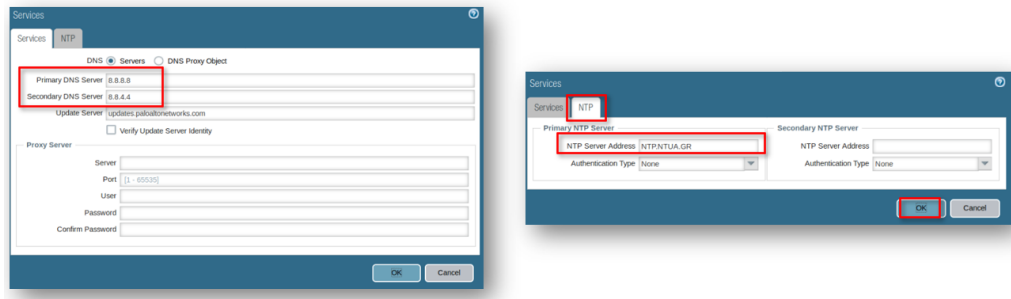 Services
Services NTP
DNS Servers DNS Proxy Object
Primary DNS Server 8.8.8.8
Secondary DNS Server 8.8.4.4
Update Server updates.paloaltonetworks.com
Verify Update Server Identity
Proxy Server
Server
Port [1 - 65535]
User
Password
Confirm Password
OK Cancel
Services
Services NTP
Primary NTP Server
NTP Server Address NTP.NTUA.GR
Authentication Type None
Secondary NTP Server
NTP Server Address
Authentication Type None
OK Cancel